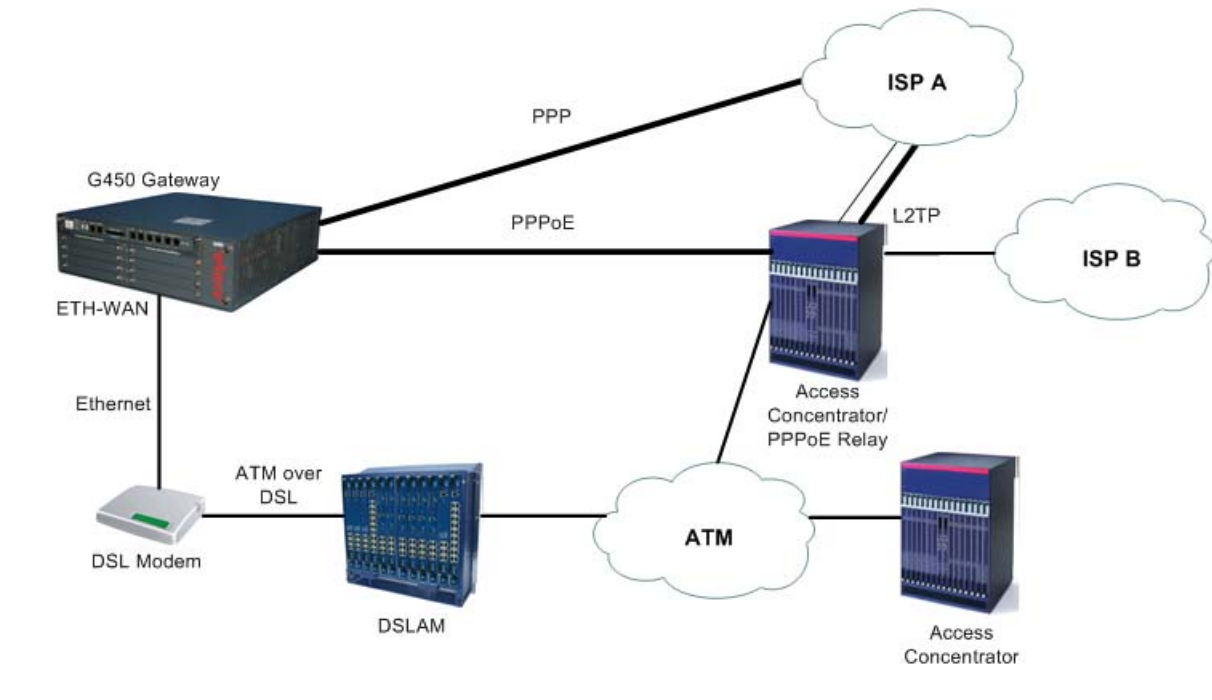 ISP A
PPP
G450 Gateway
PPPoE
L2TP
ISP B
ETH-WAN
Access
Concentrator/
PPPoE Relay
Ethernet
ATM over
DSL
ATM
DSL Modem
DSLAM
Access
Concentrator